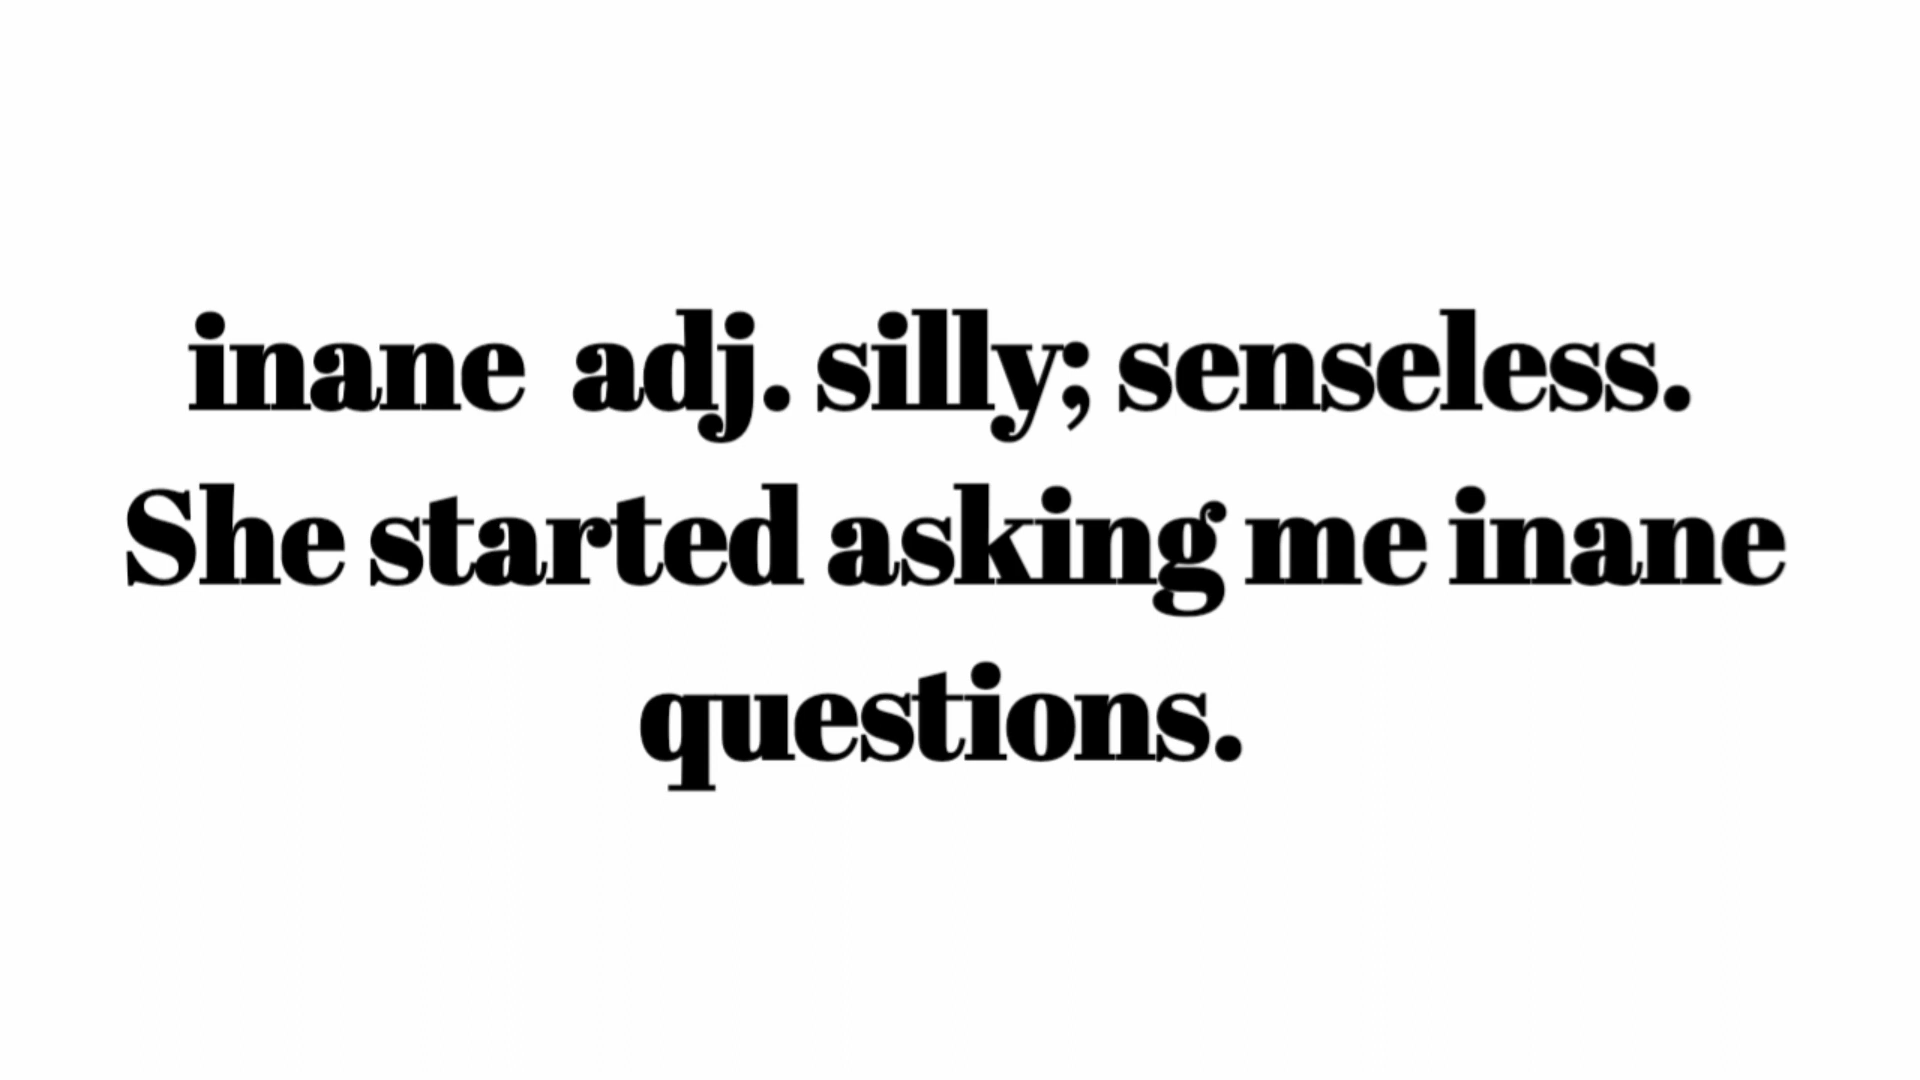 inane  adj. silly; senseless.
She started asking me inane
questions.